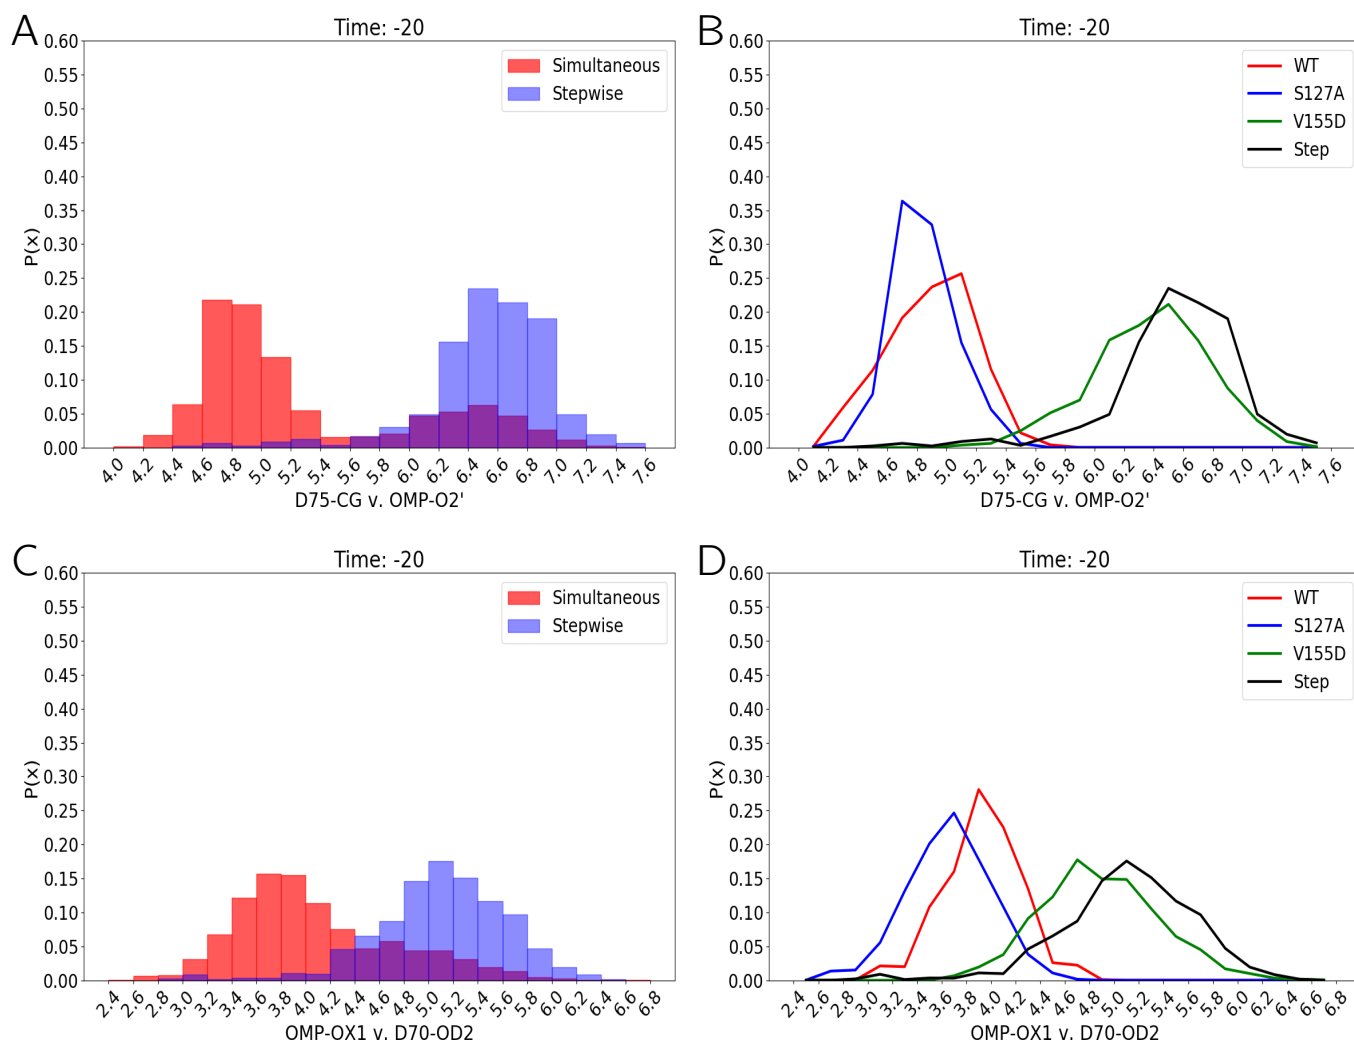 A
Time: -20
P(x)
0.60
0.55
0.50
0.45
0.40
0.35
0.30
0.25
0.20
0.15
0.10
0.05
0.00
Simultaneous
Stepwise
4.0 4.2 4.4 4.6 4.8 5.0 5.2 5.4 5.6 5.8 6.0 6.2 6.4 6.6 6.8 7.0 7.2 7.4 7.6
D75-CG v. OMP-O2'
B
Time: -20
P(x)
0.60
0.55
0.50
0.45
0.40
0.35
0.30
0.25
0.20
0.15
0.10
0.05
0.00
WT
S127A
V155D
Step
4.0 4.2 4.4 4.6 4.8 5.0 5.2 5.4 5.6 5.8 6.0 6.2 6.4 6.6 6.8 7.0 7.2 7.4 7.6
D75-CG v. OMP-O2'
C
Time: -20
P(x)
0.60
0.55
0.50
0.45
0.40
0.35
0.30
0.25
0.20
0.15
0.10
0.05
0.00
Simultaneous
Stepwise
2.4 2.6 2.8 3.0 3.2 3.4 3.6 3.8 4.0 4.2 4.4 4.6 4.8 5.0 5.2 5.4 5.6 5.8 6.0 6.2 6.4 6.6 6.8
OMP-OX1 v. D70-OD2
D
Time: -20
P(x)
0.60
0.55
0.50
0.45
0.40
0.35
0.30
0.25
0.20
0.15
0.10
0.05
0.00
WT
S127A
V155D
Step
2.4 2.6 2.8 3.0 3.2 3.4 3.6 3.8 4.0 4.2 4.4 4.6 4.8 5.0 5.2 5.4 5.6 5.8 6.0 6.2 6.4 6.6 6.8
OMP-OX1 v. D70-OD2